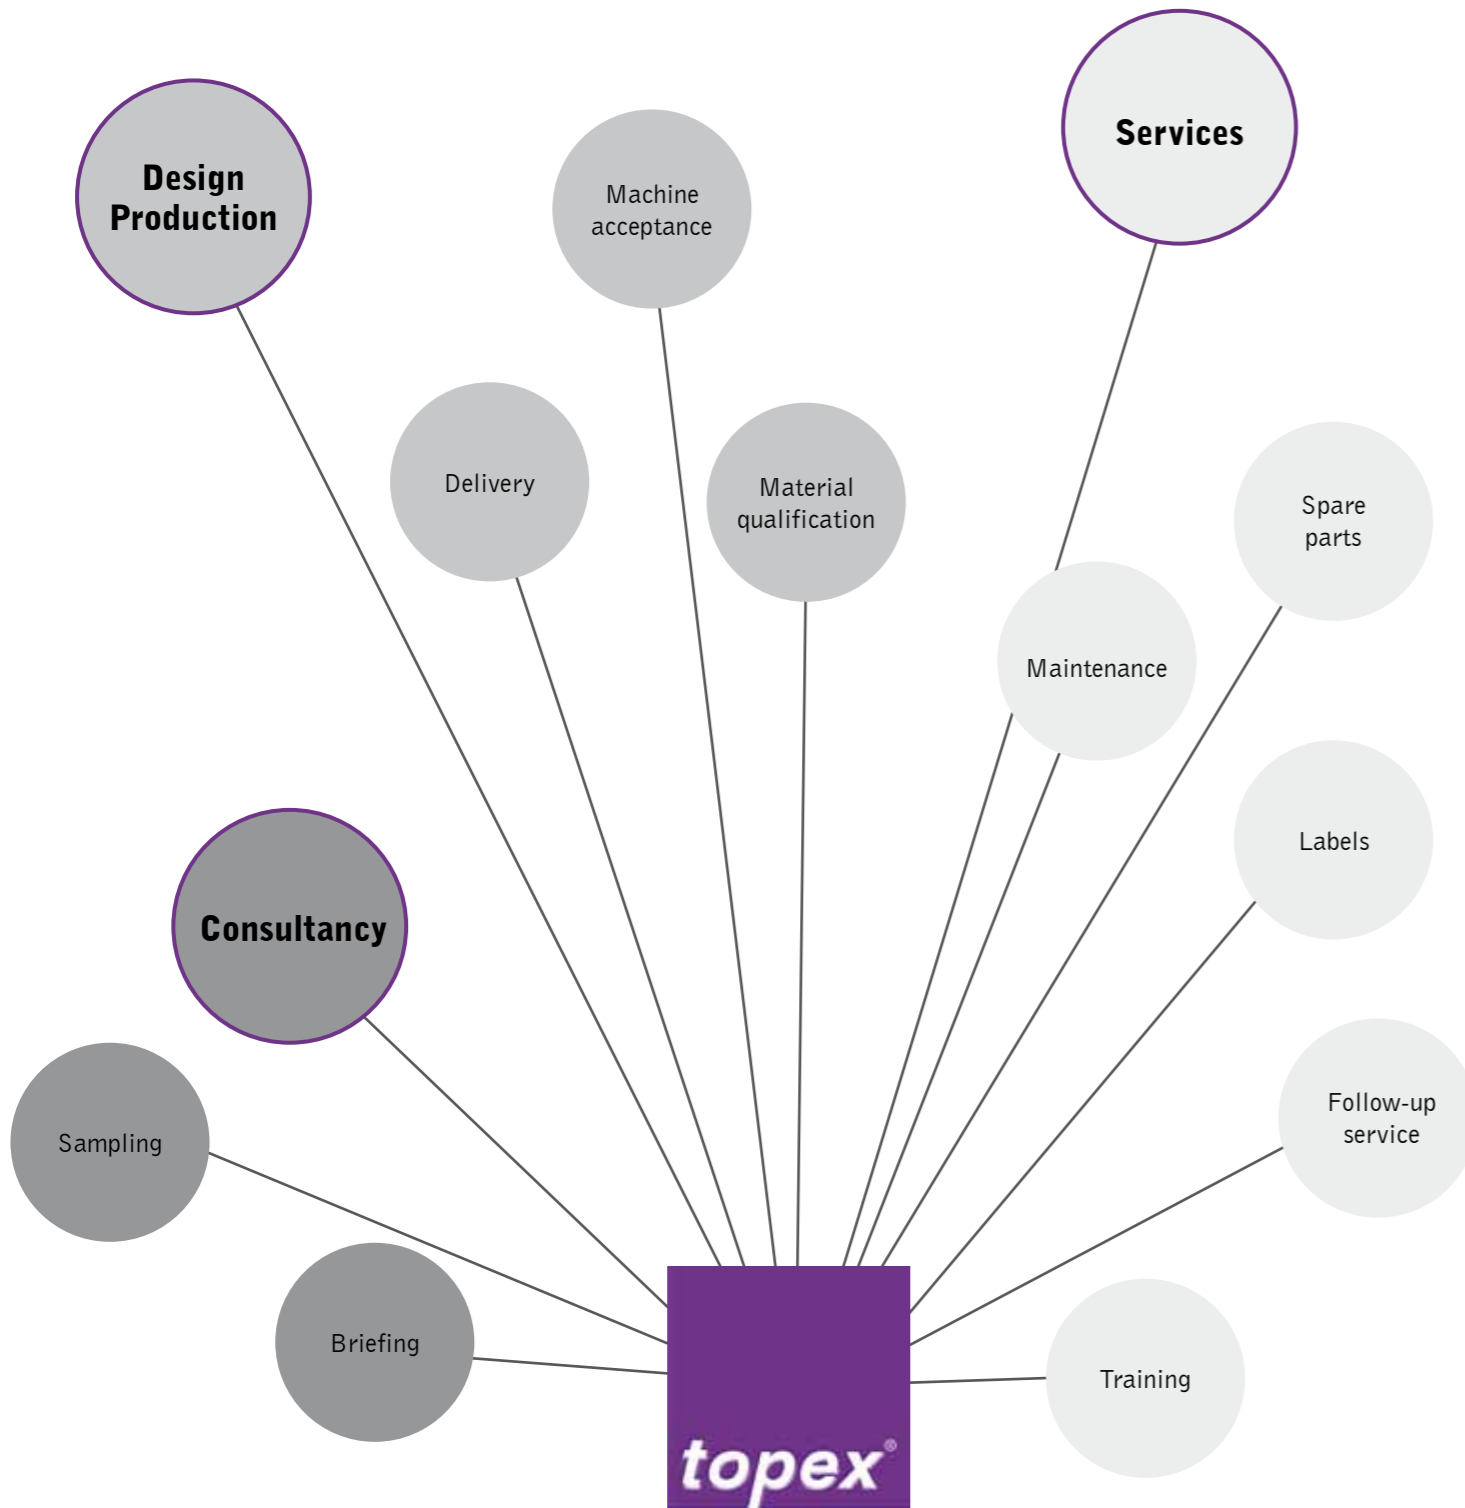 Services
Design
Production
Machine
acceptance
Delivery
Material
qualification
Spare
parts
Maintenance
Labels
Consultancy
Follow-up
service
Sampling
Briefing
Training
topex®